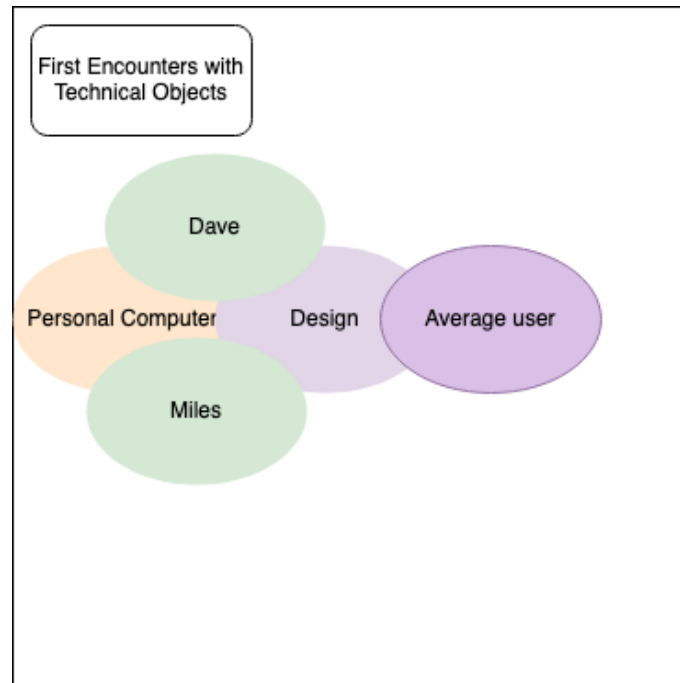 First Encounters with
Technical Objects
Dave
Personal Computer
Design
Average user
Miles